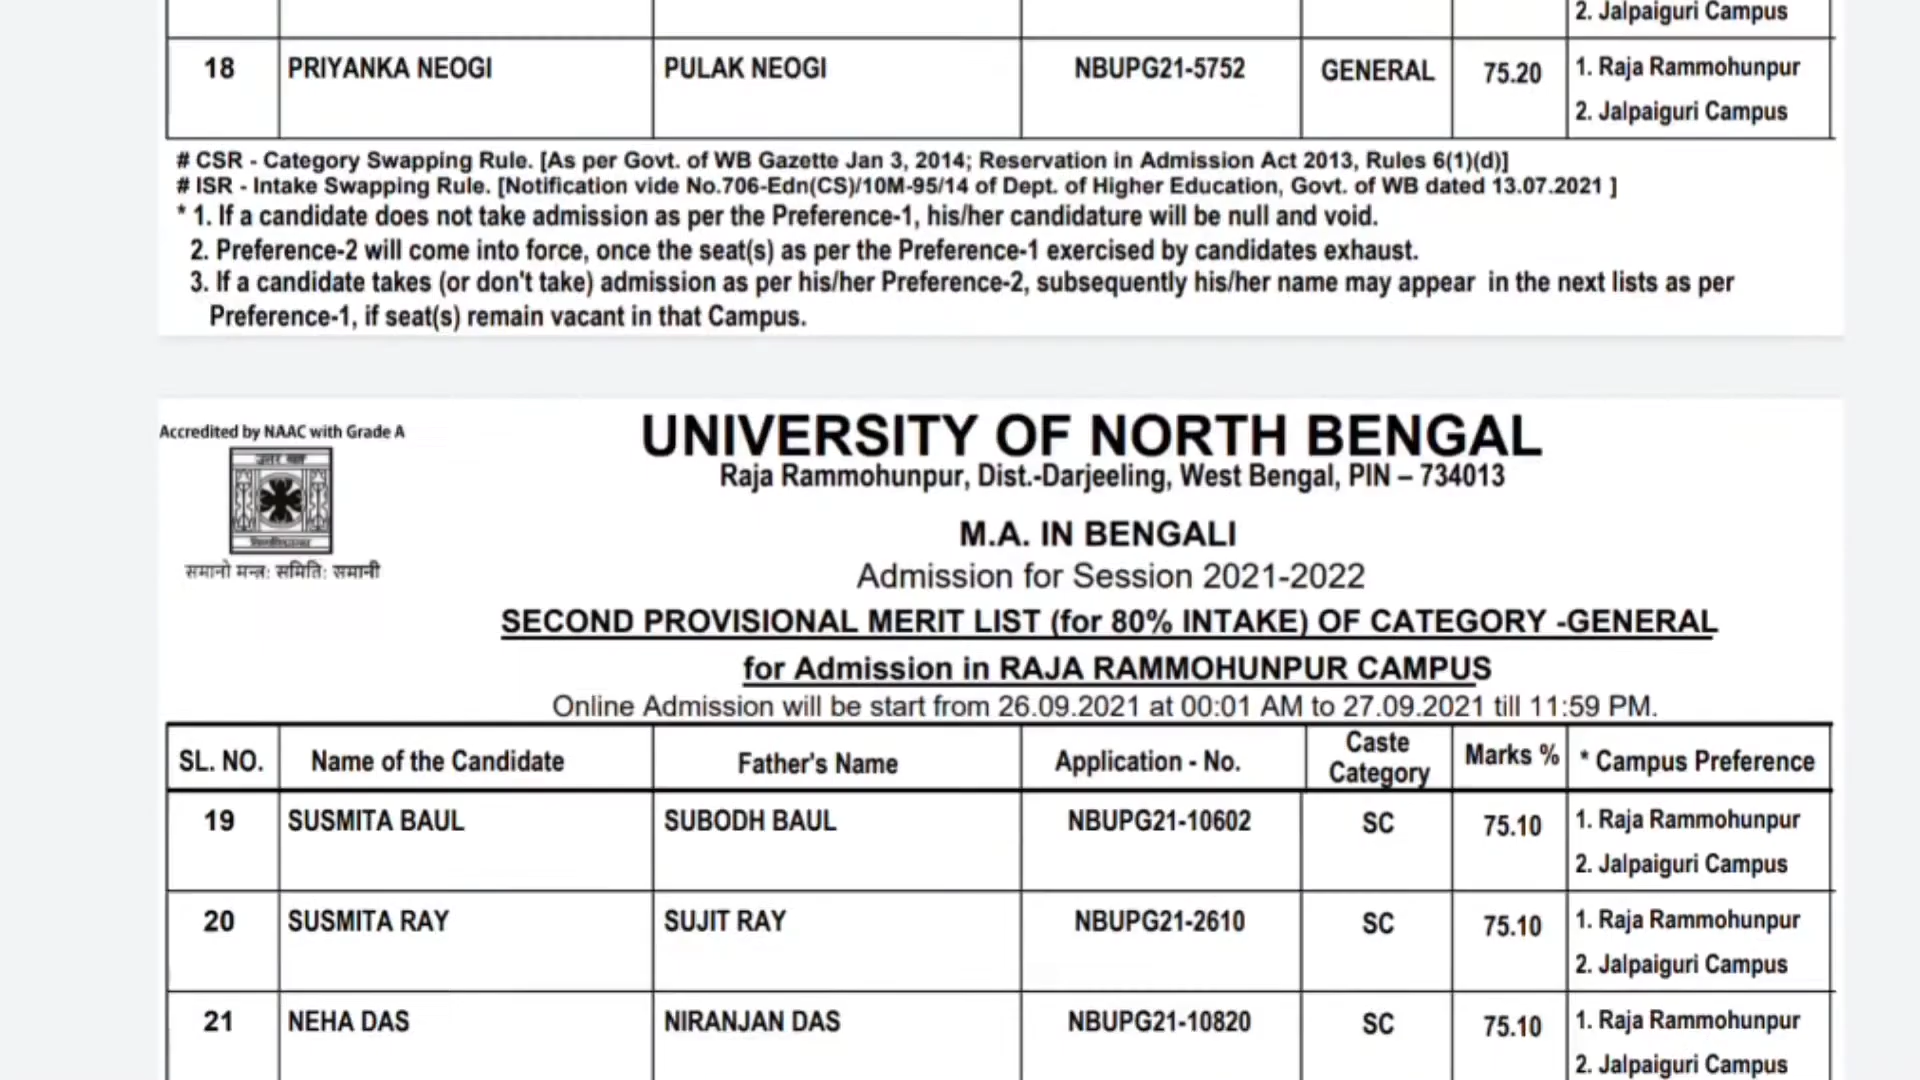 2. Jalpaiguri Campus
18 PRIYANKA NEOGI PULAK NEOGI NBUPG21-5752 GENERAL 75.20 1. Raja Rammohunpur
2. Jalpaiguri Campus
# CSR - Category Swapping Rule. [As per Govt. of WB Gazette Jan 3, 2014; Reservation in Admission Act 2013, Rules 6(1)(d)]
# ISR - Intake Swapping Rule. [Notification vide No.706-Edn(CS)/10M-95/14 of Dept. of Higher Education, Govt. of WB dated 13.07.2021 ]
* 1. If a candidate does not take admission as per the Preference-1, his/her candidature will be null and void.
2. Preference-2 will come into force, once the seat(s) as per the Preference-1 exercised by candidates exhaust.
3. If a candidate takes (or don't take) admission as per his/her Preference-2, subsequently his/her name may appear in the next lists as per
Preference-1, if seat(s) remain vacant in that Campus.
Accredited by NAAC with Grade A
समानो मन्त्र: समिति: समानी
UNIVERSITY OF NORTH BENGAL
Raja Rammohunpur, Dist.-Darjeeling, West Bengal, PIN – 734013
M.A. IN BENGALI
Admission for Session 2021-2022
SECOND PROVISIONAL MERIT LIST (for 80% INTAKE) OF CATEGORY -GENERAL
for Admission in RAJA RAMMOHUNPUR CAMPUS
Online Admission will be start from 26.09.2021 at 00:01 AM to 27.09.2021 till 11:59 PM.
SL. NO. Name of the Candidate Father's Name Application - No. Caste Category Marks % * Campus Preference
19 SUSMITA BAUL SUBODH BAUL NBUPG21-10602 SC 75.10 1. Raja Rammohunpur
2. Jalpaiguri Campus
20 SUSMITA RAY SUJIT RAY NBUPG21-2610 SC 75.10 1. Raja Rammohunpur
2. Jalpaiguri Campus
21 NEHA DAS NIRANJAN DAS NBUPG21-10820 SC 75.10 1. Raja Rammohunpur
2. Jalpaiguri Campus